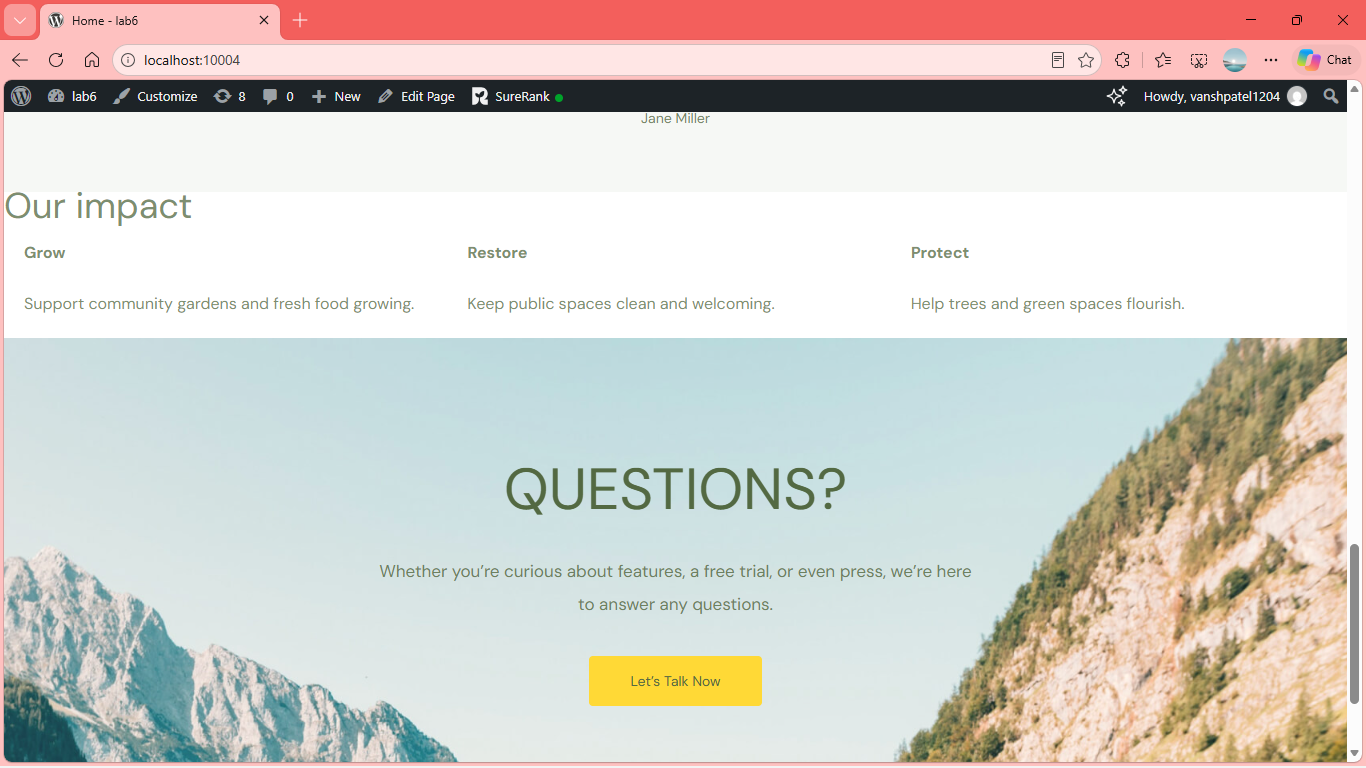 Home - lab6
localhost:10004
Chat
lab6 Customize 8 0 New Edit Page SureRank Howdy, vanshpatel1204
Jane Miller
Our impact
Grow
Support community gardens and fresh food growing.
Restore
Keep public spaces clean and welcoming.
Protect
Help trees and green spaces flourish.
QUESTIONS?
Whether you’re curious about features, a free trial, or even press, we’re here
to answer any questions.
Let’s Talk Now